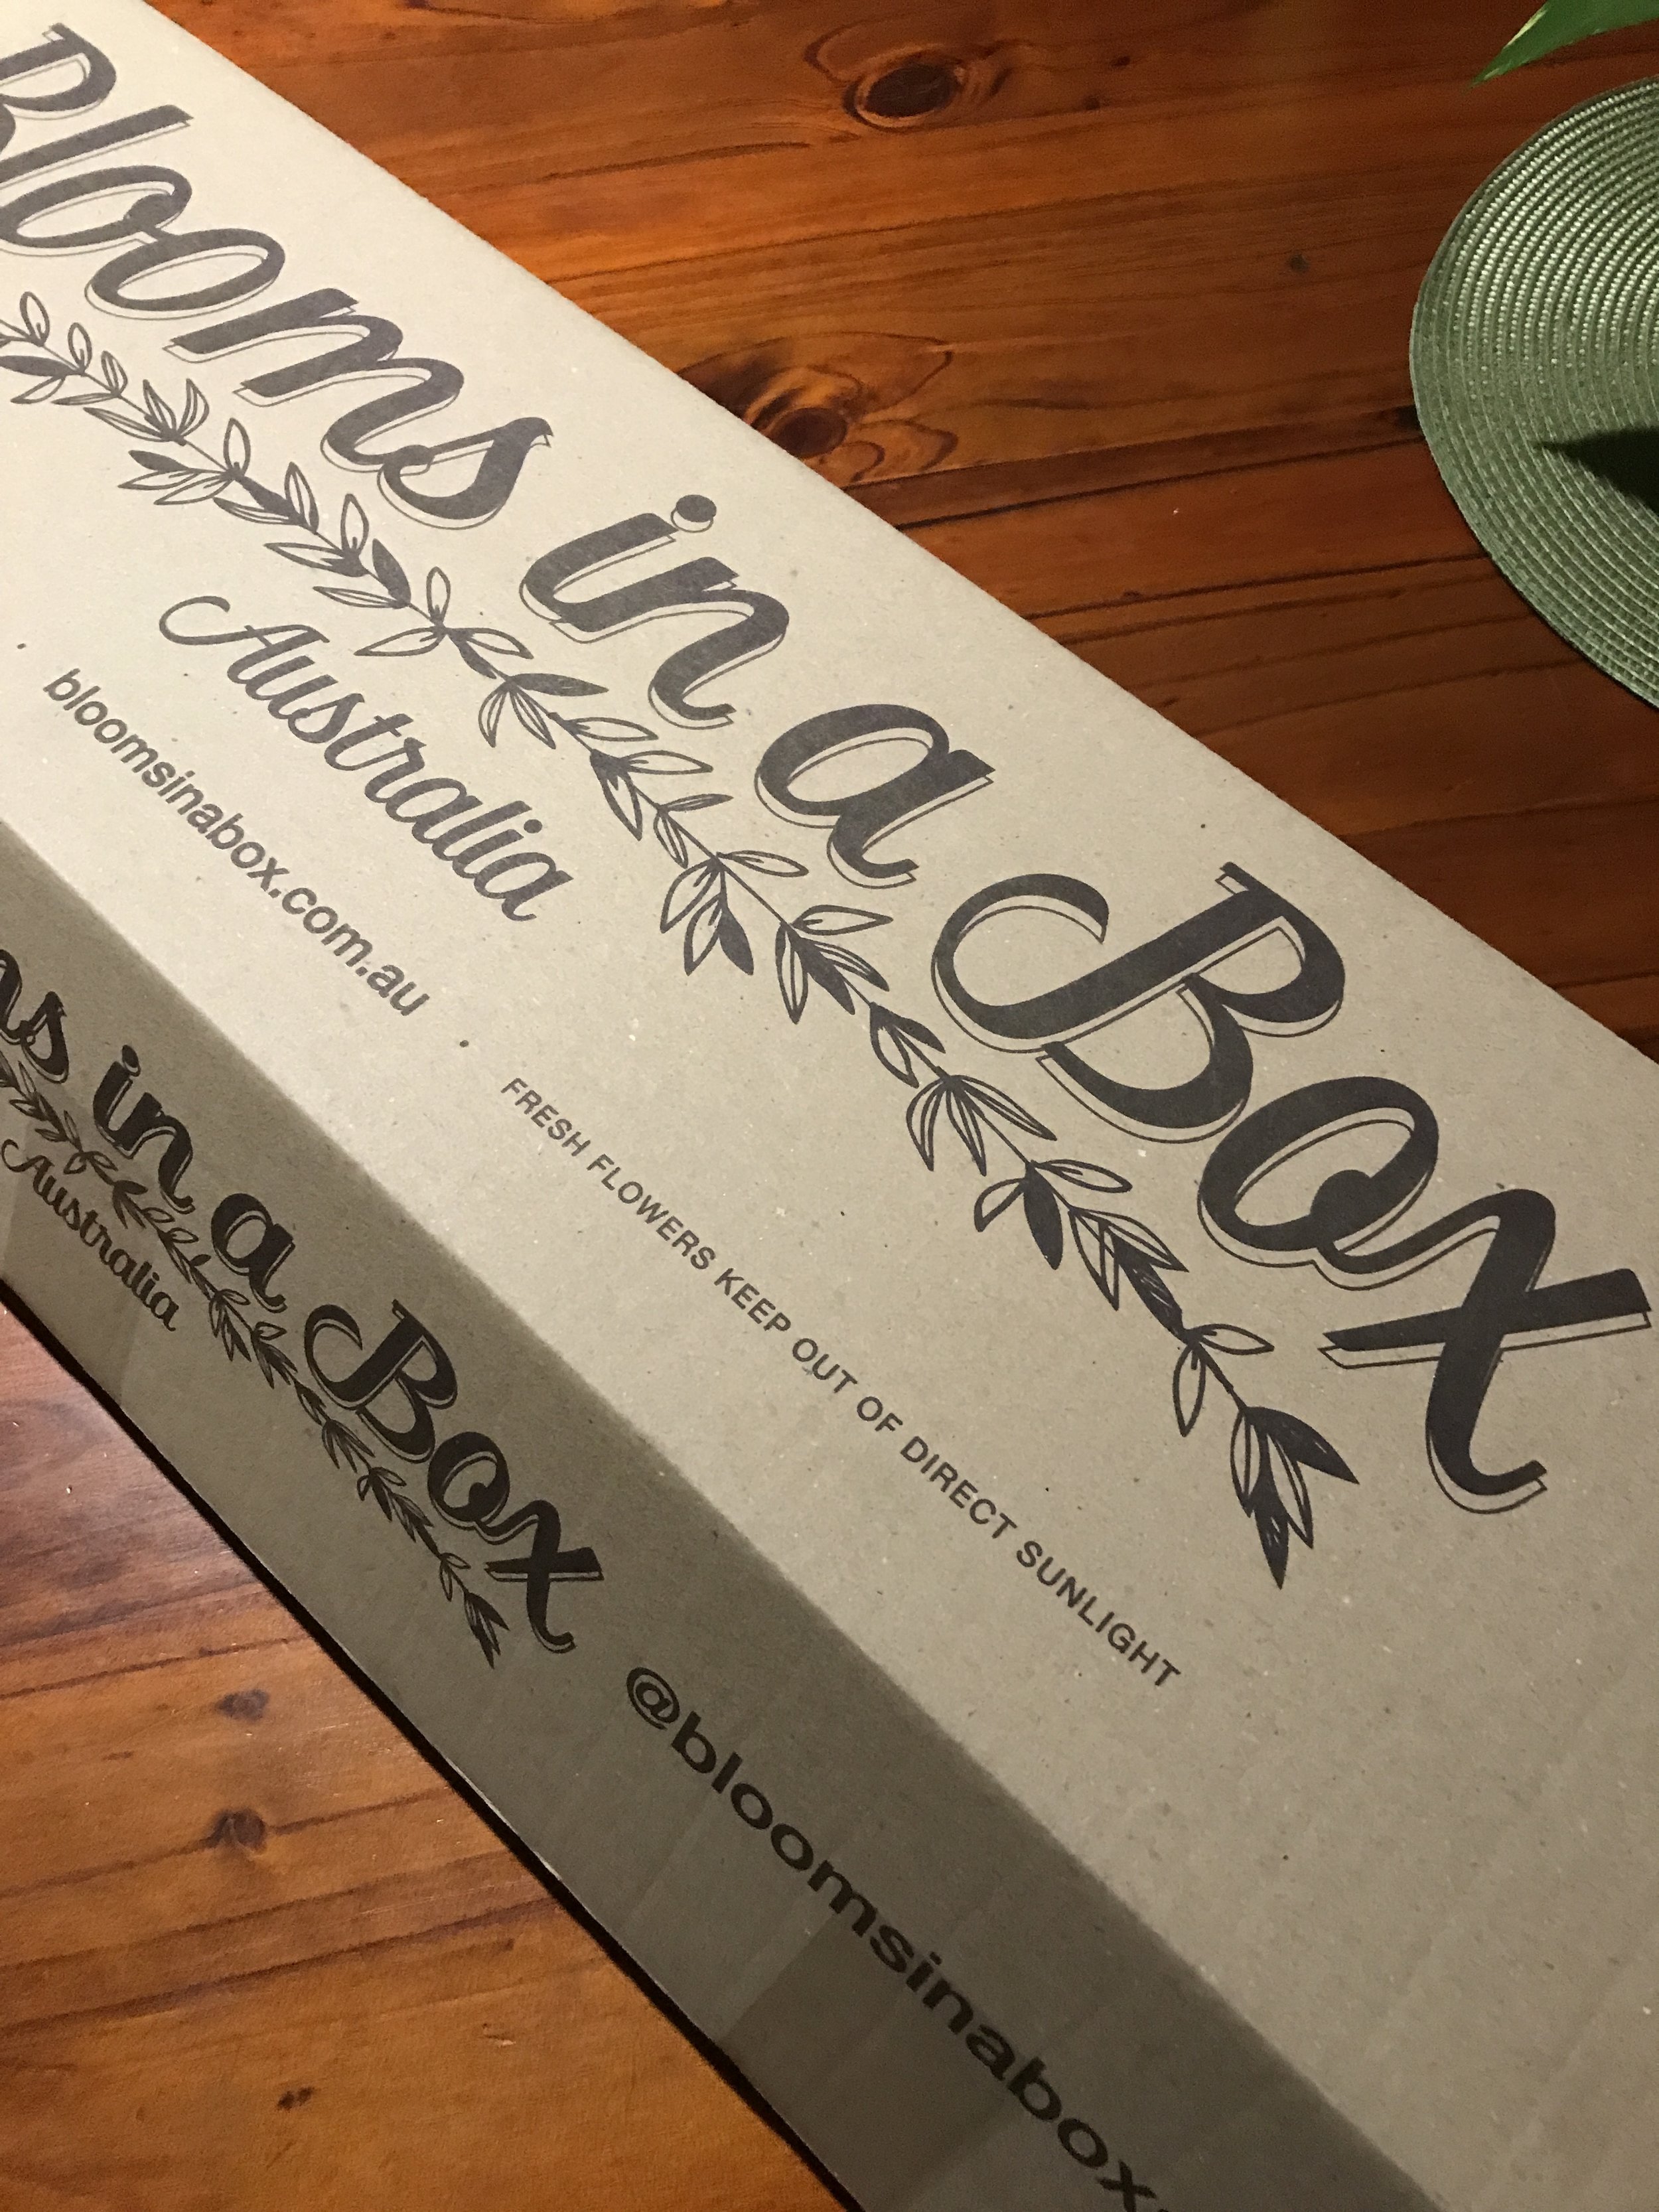 Blooms in a Box
Australia
bloomsinabox.com.au
FRESH FLOWERS KEEP OUT OF DIRECT SUNLIGHT
in a Box
Australia
@bloomsinabox